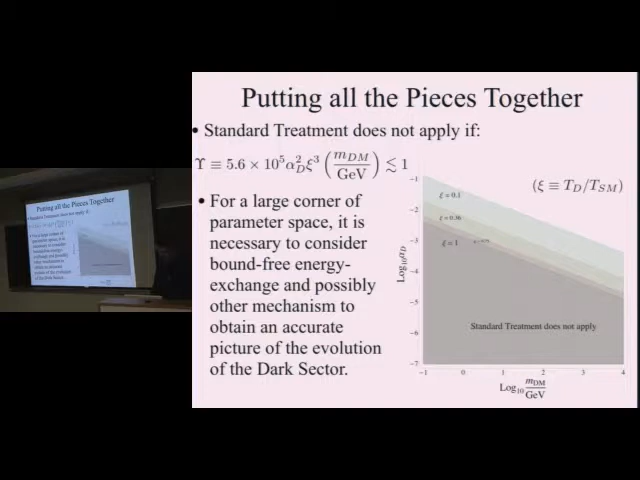 Putting all the Pieces Together
• Standard Treatment does not apply if:
ϒ ≡ 5.6 × 10⁵ α_D² ξ³ (m_DM/GeV) ≲ 1
• For a large corner of
parameter space, it is
necessary to consider
bound-free energy-
exchange and possibly
other mechanism to
obtain an accurate
picture of the evolution
of the Dark Sector.
(ξ ≡ T_D/T_SM)
ξ = 0.1
ξ = 0.36
ξ = 1
Standard Treatment does not apply
Log₁₀ α_D
-1
-2
-3
-4
-5
-6
-7
-1 0 1 2 3 4
Log₁₀ m_DM/GeV
Putting all the Pieces Together